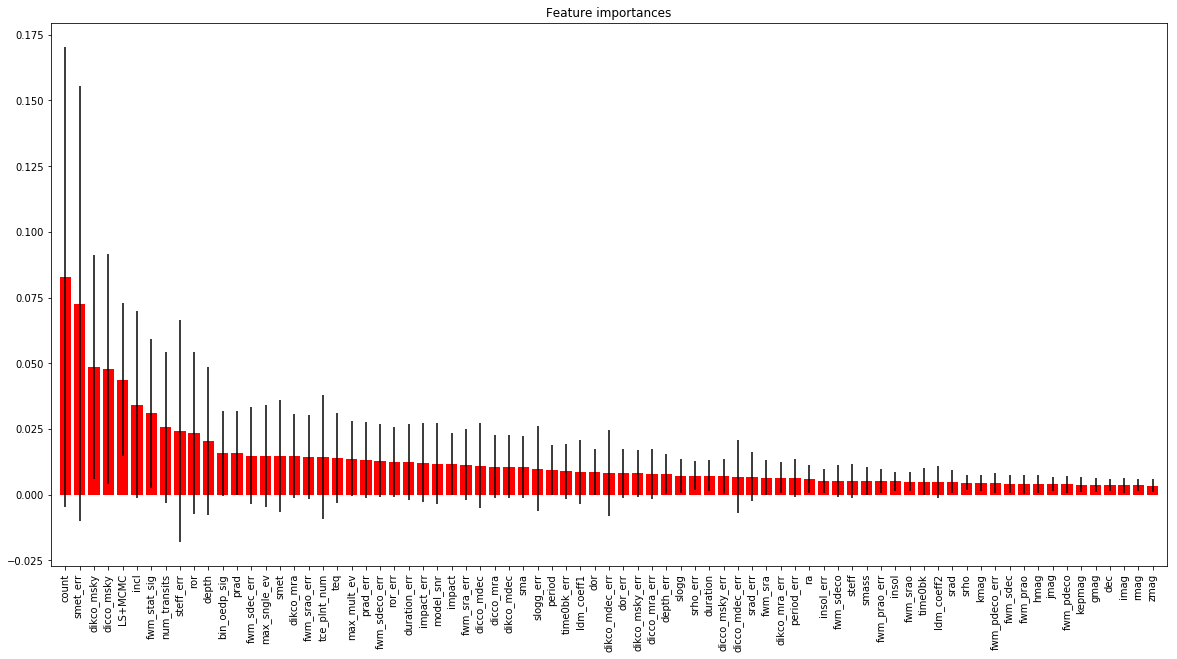 Feature importances
0.175
0.150
0.125
0.100
0.075
0.050
0.025
0.000
−0.025
count
smet_err
dikco_msky
dicco_msky
LS+MCMC
incl
fwm_stat_sig
num_transits
steff_err
ror
depth
bin_oedp_sig
prad
fwm_sdec_err
max_sngle_ev
smet
dikco_mra
fwm_srao_err
tce_plnt_num
teq
max_mult_ev
prad_err
fwm_sdeco_err
ror_err
duration_err
impact_err
model_snr
impact
fwm_sra_err
dicco_mdec
dicco_mra
dikco_mdec
sma
slogg_err
period
time0bk_err
ldm_coeff1
dor
dikco_mdec_err
dor_err
dikco_msky_err
dicco_mra_err
depth_err
slogg
srho_err
duration
dicco_msky_err
dicco_mdec_err
srad_err
fwm_sra
dikco_mra_err
period_err
ra
insol_err
fwm_sdeco
steff
smass
fwm_prao_err
insol
fwm_srao
time0bk
ldm_coeff2
srad
srho
kmag
jmag
fwm_pdeco_err
fwm_sdec
fwm_prao
hmag
jmag
fwm_pdeco
kepmag
gmag
dec
imag
rmag
zmag